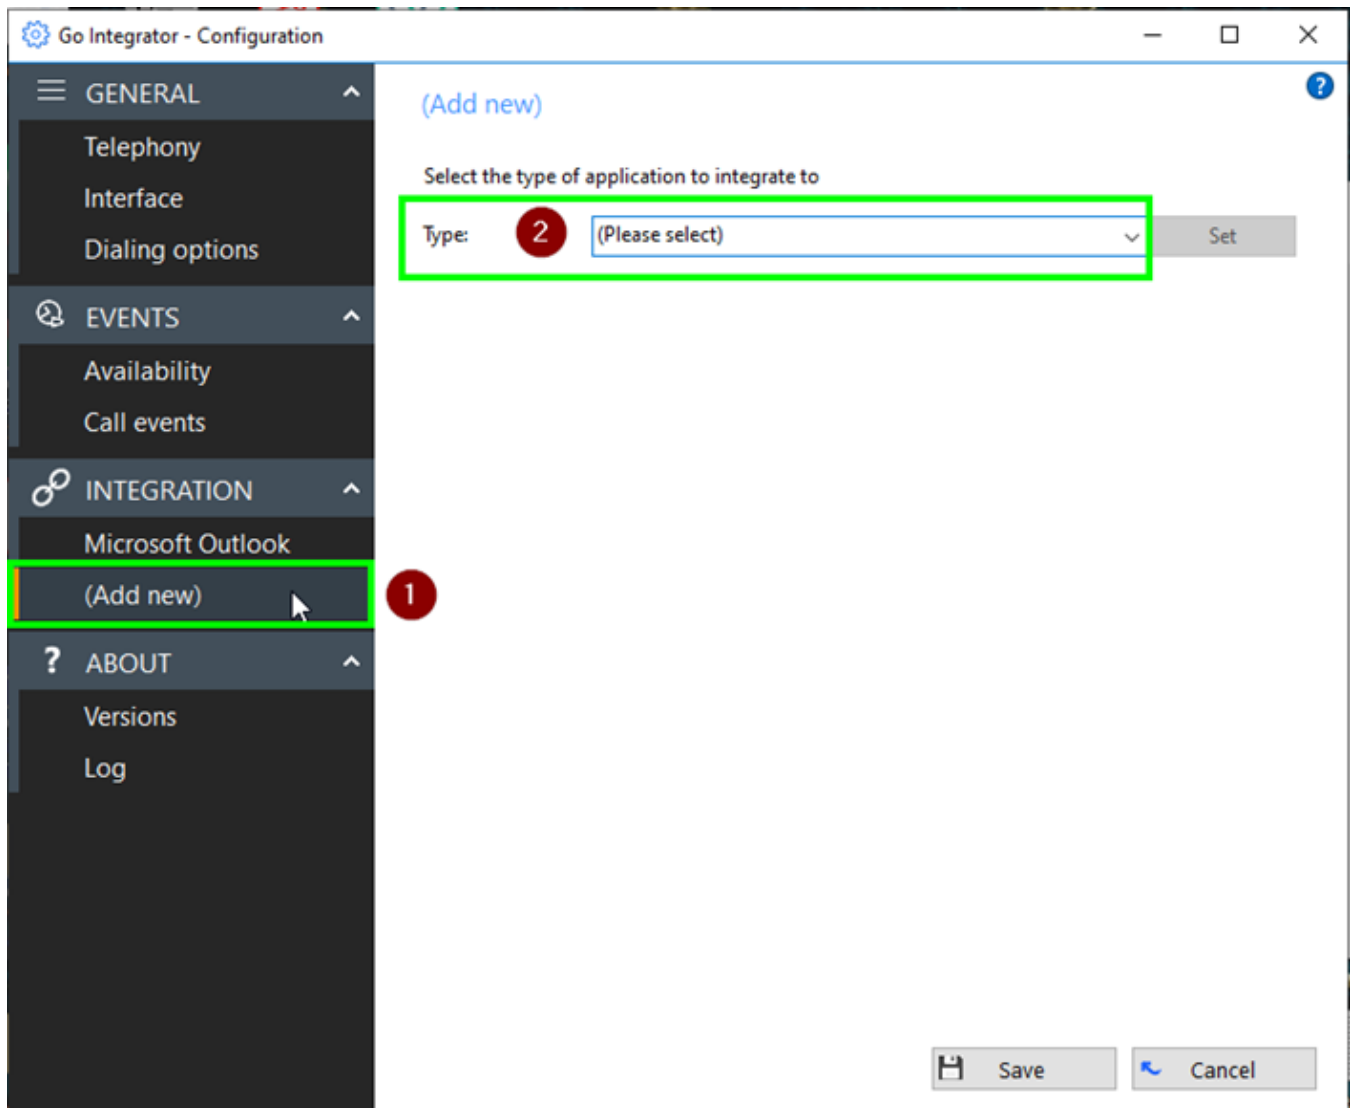 Go Integrator - Configuration
GENERAL
Telephony
Interface
Dialing options
EVENTS
Availability
Call events
INTEGRATION
Microsoft Outlook
(Add new)
1
? ABOUT
Versions
Log
?
(Add new)
Select the type of application to integrate to
Type: 2 (Please select) Set
Save Cancel